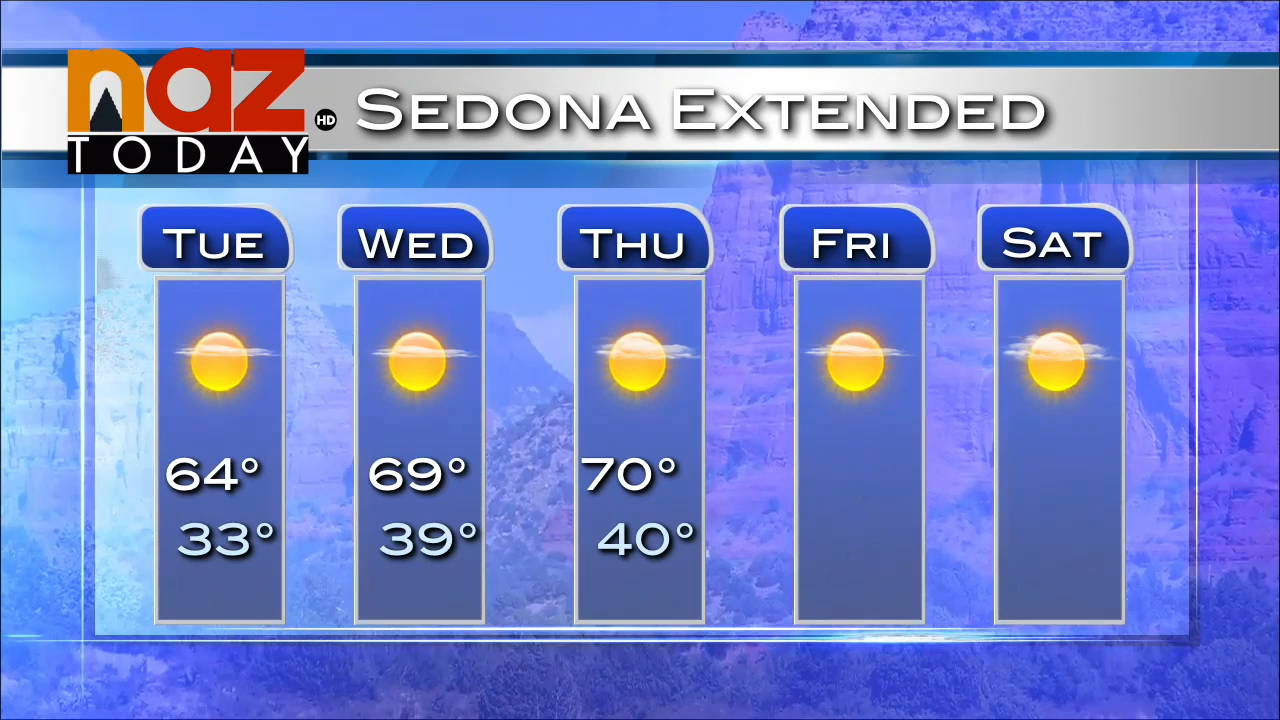 naz
TODAY
HD
SEDONA EXTENDED
TUE WED THU FRI SAT
64° 69° 70°
33° 39° 40°